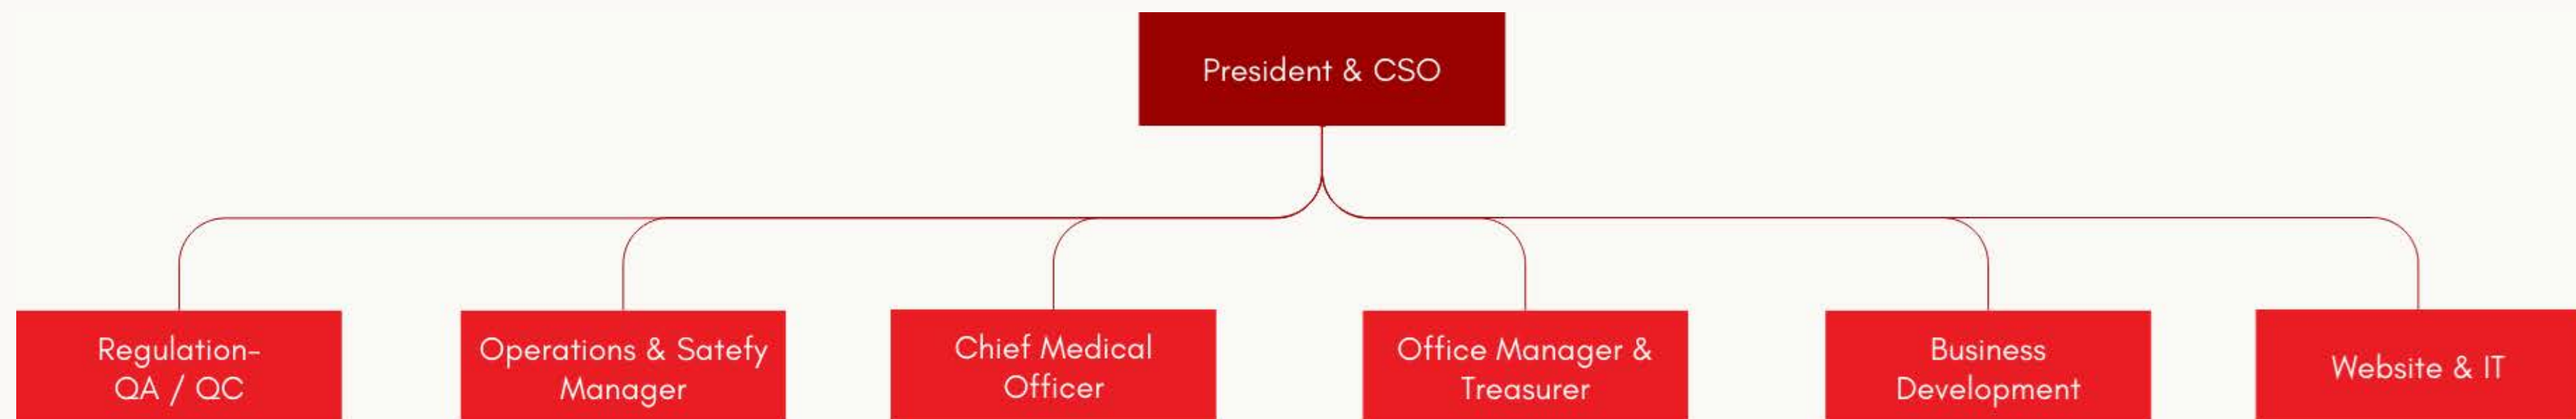 President & CSO
Regulation-
QA / QC
Operations & Satefy
Manager
Chief Medical
Officer
Office Manager &
Treasurer
Business
Development
Website & IT